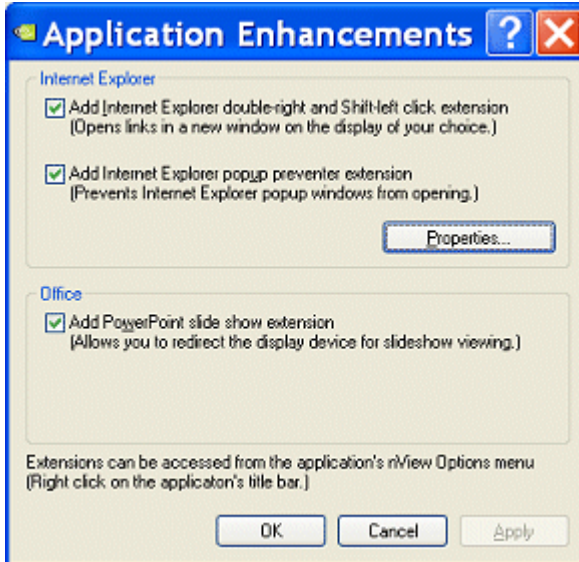 Application Enhancements
Internet Explorer
Add Internet Explorer double-right and Shift-left click extension
(Opens links in a new window on the display of your choice.)
Add Internet Explorer popup preventer extension
(Prevents Internet Explorer popup windows from opening.)
Properties...
Office
Add PowerPoint slide show extension
(Allows you to redirect the display device for slideshow viewing.)
Extensions can be accessed from the application's nView Options menu
(Right click on the applicaton's title bar.)
OK Cancel Apply